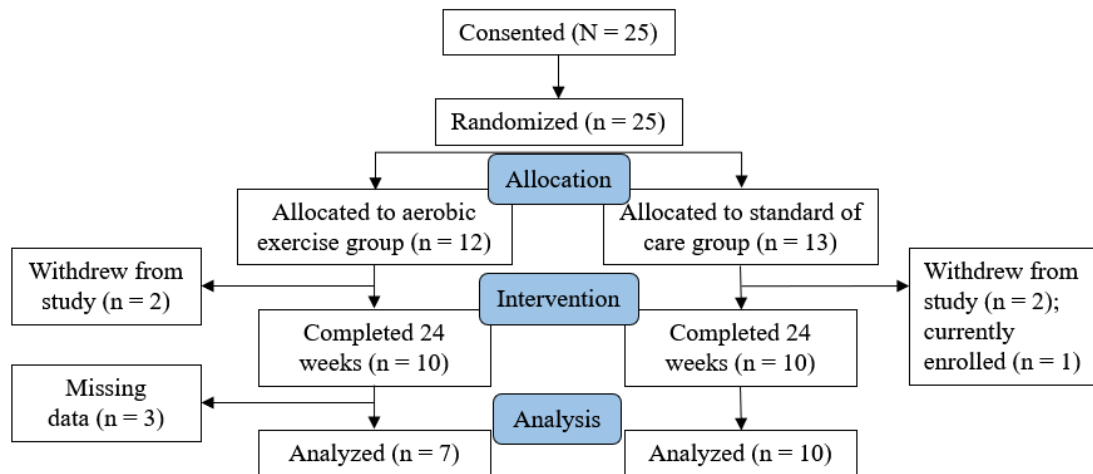 Consented (N = 25)
Randomized (n = 25)
Allocation
Allocated to aerobic
exercise group (n = 12)
Allocated to standard of
care group (n = 13)
Withdrew from
study (n = 2)
Intervention
Withdrew from
study (n = 2);
currently
enrolled (n = 1)
Completed 24
weeks (n = 10)
Completed 24
weeks (n = 10)
Missing
data (n = 3)
Analysis
Analyzed (n = 7)
Analyzed (n = 10)